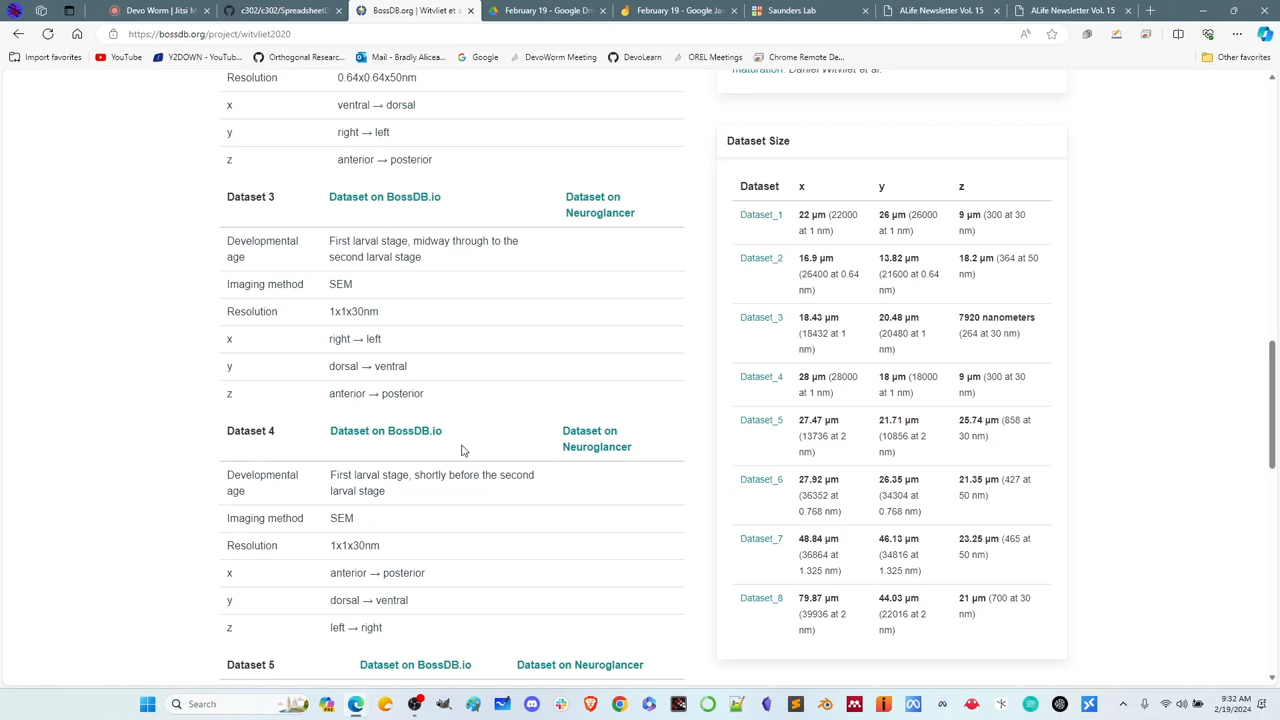 Dev Worm | Jitsi M
c302/c302/Spreadsheet
Witvliet et al
February 19 - Google Docs
February 19 - Google Jan
Saunders Lab
Alife Newsletter Vol. 15
Alife Newsletter Vol. 15
https://bossdb.org/project/witvliet2020
Import favorites
YouTube
Y2DOWN - YouTub...
Orthogonal Researc...
Mail - Bradly Alicea...
Google
DevoWorm Meeting
DevoLearn
OREL Meetings
Chrome Remote De...
Other favorites
Resolution 0.64x0.64x50nm
x ventral → dorsal
y right → left
z anterior → posterior
Dataset 3 Dataset on BossDB.io Dataset on
Neuroglancer
Developmental First larval stage, midway through to the
age second larval stage
Imaging method SEM
Resolution 1x1x30nm
x right → left
y dorsal → ventral
z anterior → posterior
Dataset 4 Dataset on BossDB.io Dataset on
Neuroglancer
Developmental First larval stage, shortly before the second
age larval stage
Imaging method SEM
Resolution 1x1x30nm
x anterior → posterior
y dorsal → ventral
z left → right
Dataset 5 Dataset on BossDB.io Dataset on Neuroglancer
maturation. Daniel Witvliet et al.
Dataset Size
Dataset x y z
Dataset_1 22 µm (22000 26 µm (26000 9 µm (300 at 30
at 1 nm) at 1 nm) nm)
Dataset_2 16.9 µm 13.82 µm 18.2 µm (364 at 50
(26400 at 0.64 (21600 at 0.64 nm)
nm) nm)
Dataset_3 18.43 µm 20.48 µm 7920 nanometers
(18432 at 1 (20480 at 1 (264 at 30 nm)
nm) nm)
Dataset_4 28 µm (28000 18 µm (18000 9 µm (300 at 30
at 1 nm) at 1 nm) nm)
Dataset_5 27.47 µm 21.71 µm 25.74 µm (858 at
(13736 at 2 (10856 at 2 30 nm)
nm) nm)
Dataset_6 27.92 µm 26.35 µm 21.35 µm (427 at
(36352 at (34304 at 50 nm)
0.768 nm) 0.768 nm)
Dataset_7 48.84 µm 46.13 µm 23.25 µm (465 at
(36864 at (34816 at 50 nm)
1.325 nm) 1.325 nm)
Dataset_8 79.87 µm 44.03 µm 21 µm (700 at 30
(39936 at 2 (22016 at 2 nm)
nm) nm)
Search
9:32 AM
2/19/2024